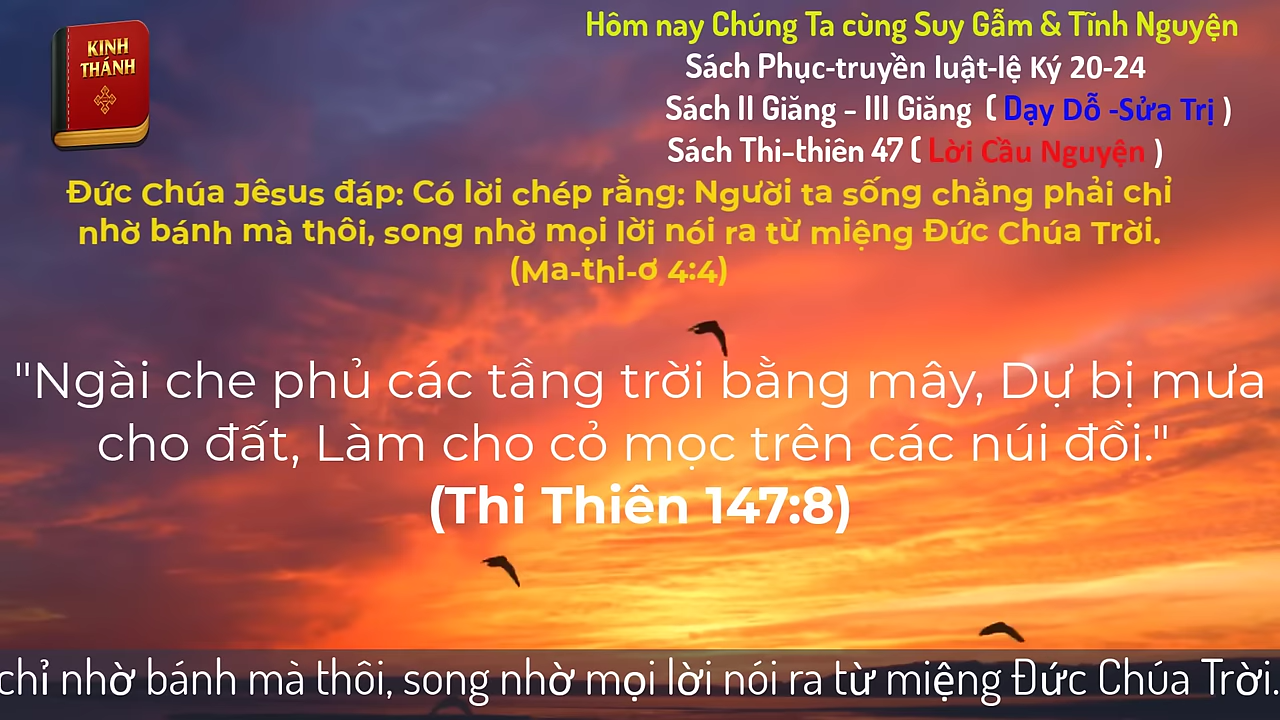 KINH
THÁNH
Hôm nay Chúng Ta cùng Suy Gẫm & Tĩnh Nguyện
Sách Phục-truyền luật-lệ Ký 20-24
Sách II Giăng - III Giăng ( Dạy Dỗ -Sửa Trị )
Sách Thi-thiên 47 ( Lời Cầu Nguyện )
Đức Chúa Jêsus đáp: Có lời chép rằng: Người ta sống chẳng phải chỉ
nhờ bánh mà thôi, song nhờ mọi lời nói ra từ miệng Đức Chúa Trời.
(Ma-thi-ơ 4:4)
"Ngài che phủ các tầng trời bằng mây, Dự bị mưa
cho đất, Làm cho cỏ mọc trên các núi đồi."
(Thi Thiên 147:8)
chỉ nhờ bánh mà thôi, song nhờ mọi lời nói ra từ miệng Đức Chúa Trời.